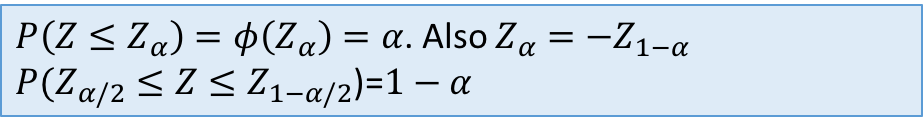 P(Z ≤ Z_α) = ϕ(Z_α) = α. Also Z_α = −Z_{1−α}
P(Z_{α/2} ≤ Z ≤ Z_{1−α/2})=1 − α